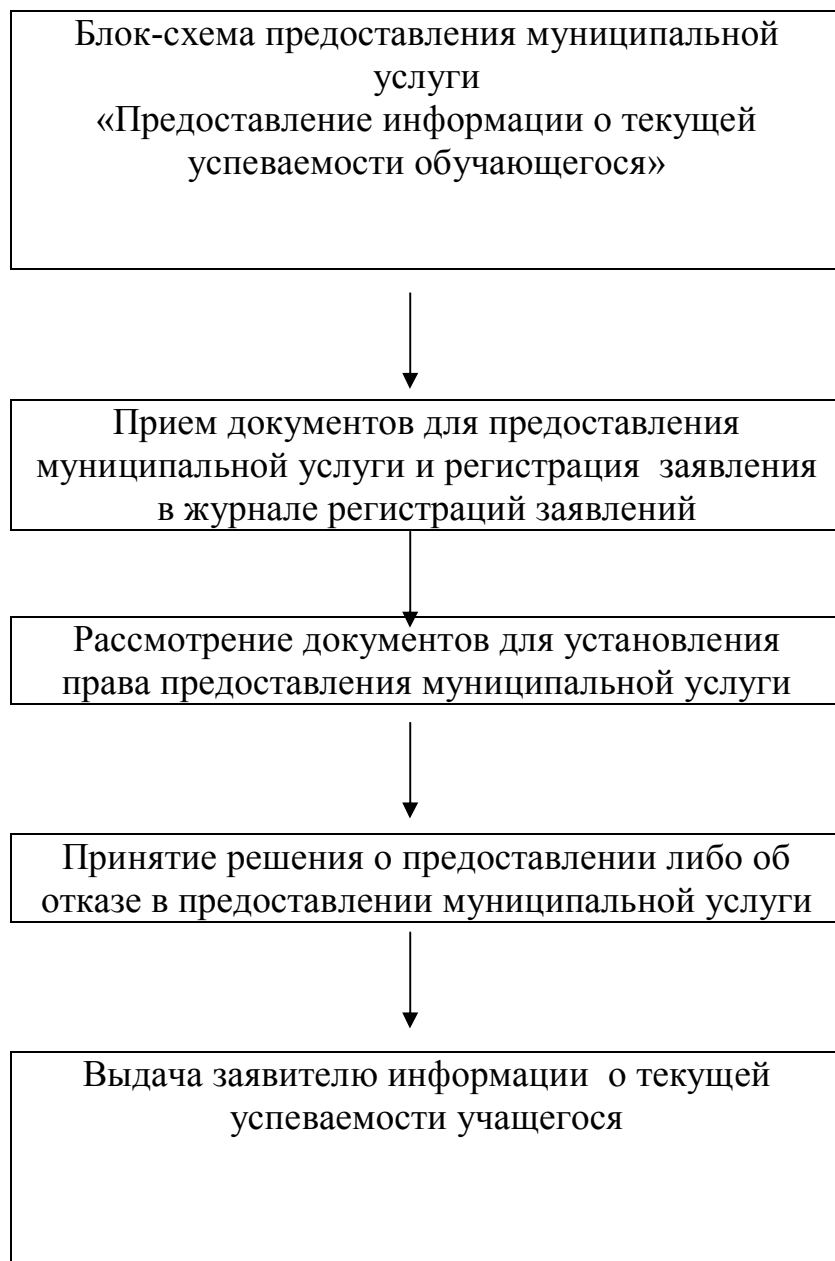 Блок-схема предоставления муниципальной
услуги
«Предоставление информации о текущей
успеваемости обучающегося»
Прием документов для предоставления
муниципальной услуги и регистрация заявления
в журнале регистраций заявлений
Рассмотрение документов для установления
права предоставления муниципальной услуги
Принятие решения о предоставлении либо об
отказе в предоставлении муниципальной услуги
Выдача заявителю информации о текущей
успеваемости учащегося